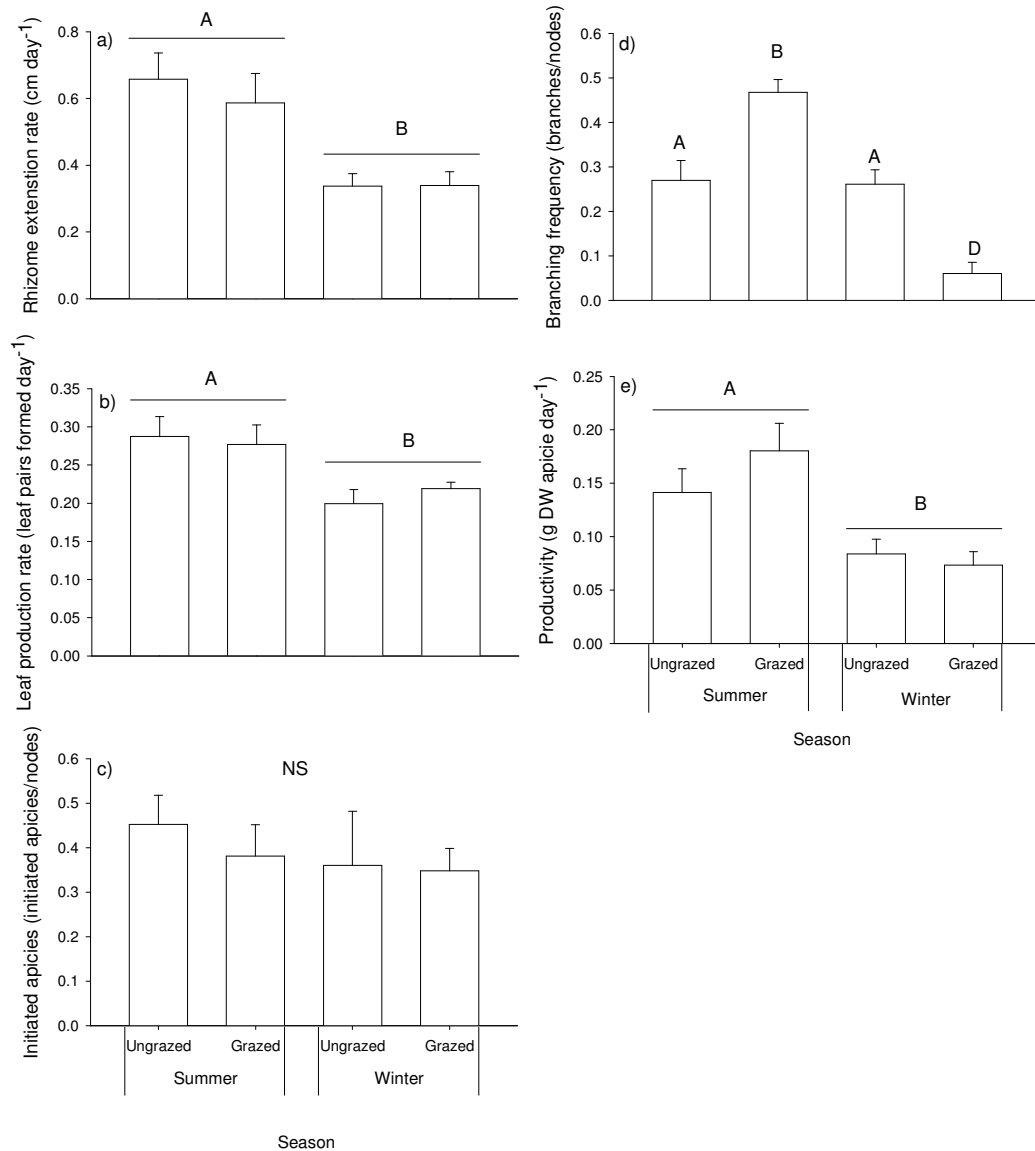 a)
A
B
Rhizome extenstion rate (cm day-1)
0.8
0.6
0.4
0.2
0.0
b)
A
B
Leaf production rate (leaf pairs formed day-1)
0.35
0.30
0.25
0.20
0.15
0.10
0.05
0.00
c)
NS
Initiated apicies (initiated apicies/nodes)
0.6
0.5
0.4
0.3
0.2
0.1
0.0
Ungrazed Grazed Ungrazed Grazed
Summer Winter
Season
d)
A
B
A
D
Branching frequency (branches/nodes)
0.6
0.5
0.4
0.3
0.2
0.1
0.0
e)
A
B
Productivity (g DW apicie day-1)
0.25
0.20
0.15
0.10
0.05
0.00
Ungrazed Grazed Ungrazed Grazed
Summer Winter
Season